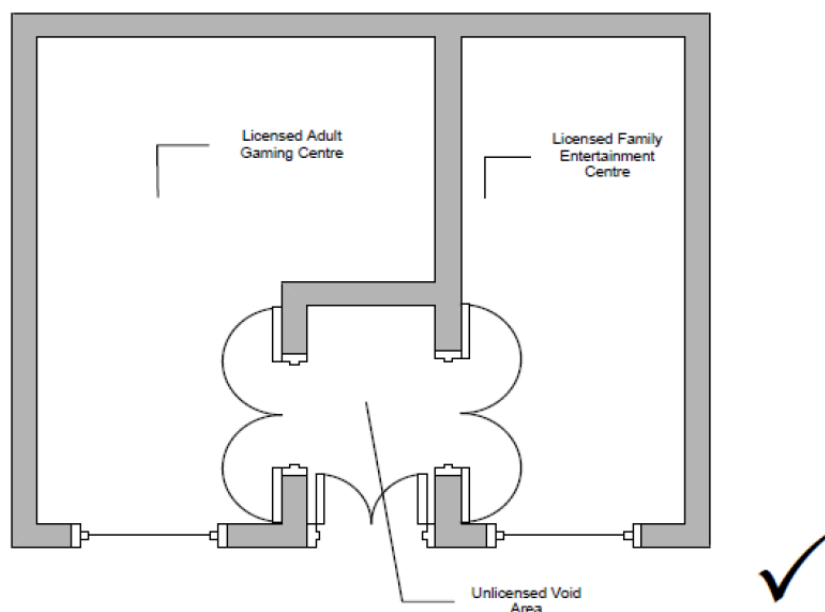 Licensed Adult
Gaming Centre
Licensed Family
Entertainment
Centre
Unlicensed Void
Area